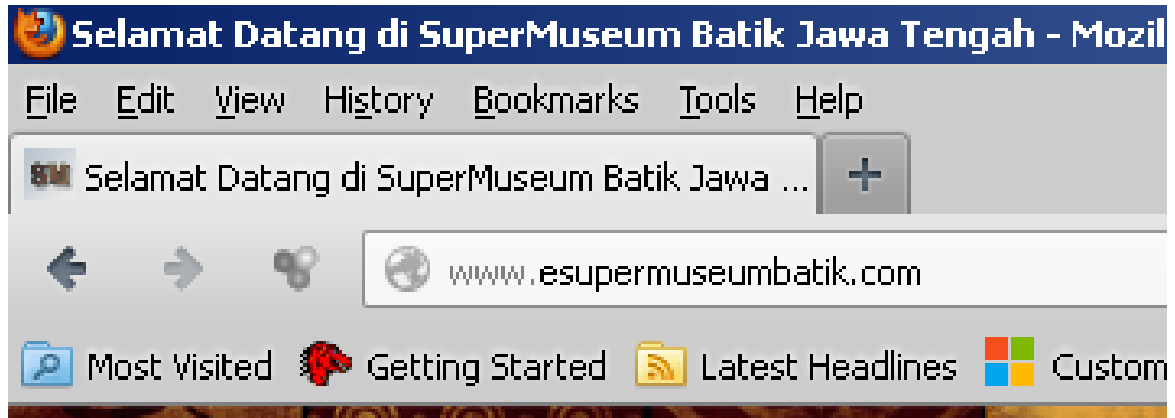 Selamat Datang di SuperMuseum Batik Jawa Tengah - Mozil
File Edit View History Bookmarks Tools Help
SM Selamat Datang di SuperMuseum Batik Jawa ... +
www.esupermuseumbatik.com
Most Visited Getting Started Latest Headlines Custom